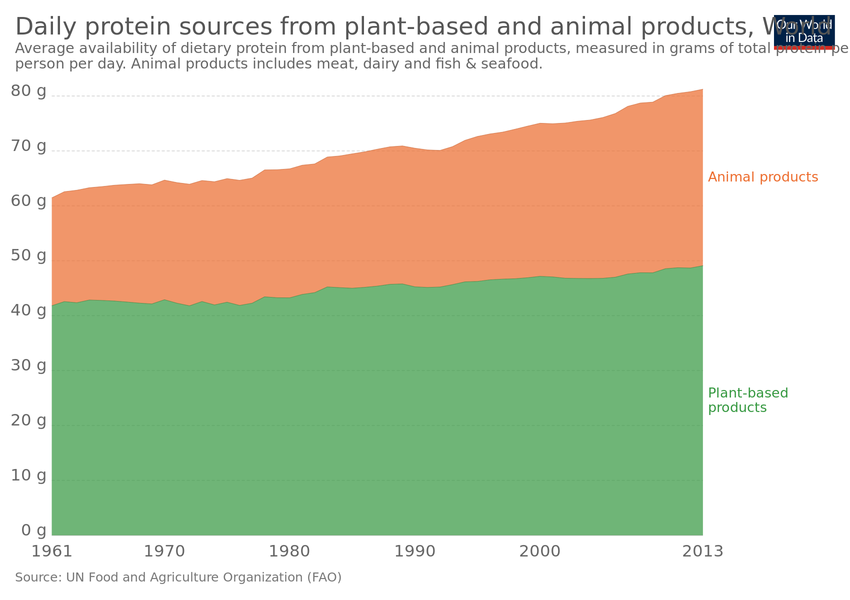 Daily protein sources from plant-based and animal products, World
Our World
in Data
Average availability of dietary protein from plant-based and animal products, measured in grams of total protein pe
person per day. Animal products includes meat, dairy and fish & seafood.
80 g
70 g
60 g
50 g
40 g
30 g
20 g
10 g
0 g
Animal products
Plant-based
products
1961 1970 1980 1990 2000 2013
Source: UN Food and Agriculture Organization (FAO)